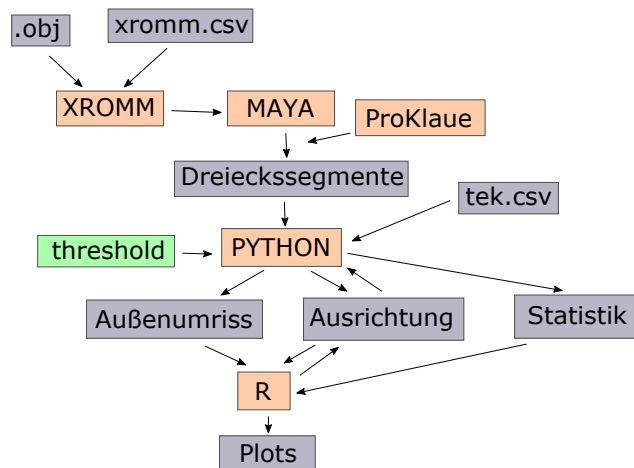 .obj
xromm.csv
XROMM
MAYA
ProKlaue
Dreieckssegmente
tek.csv
threshold
PYTHON
Außenumriss
Ausrichtung
Statistik
R
Plots